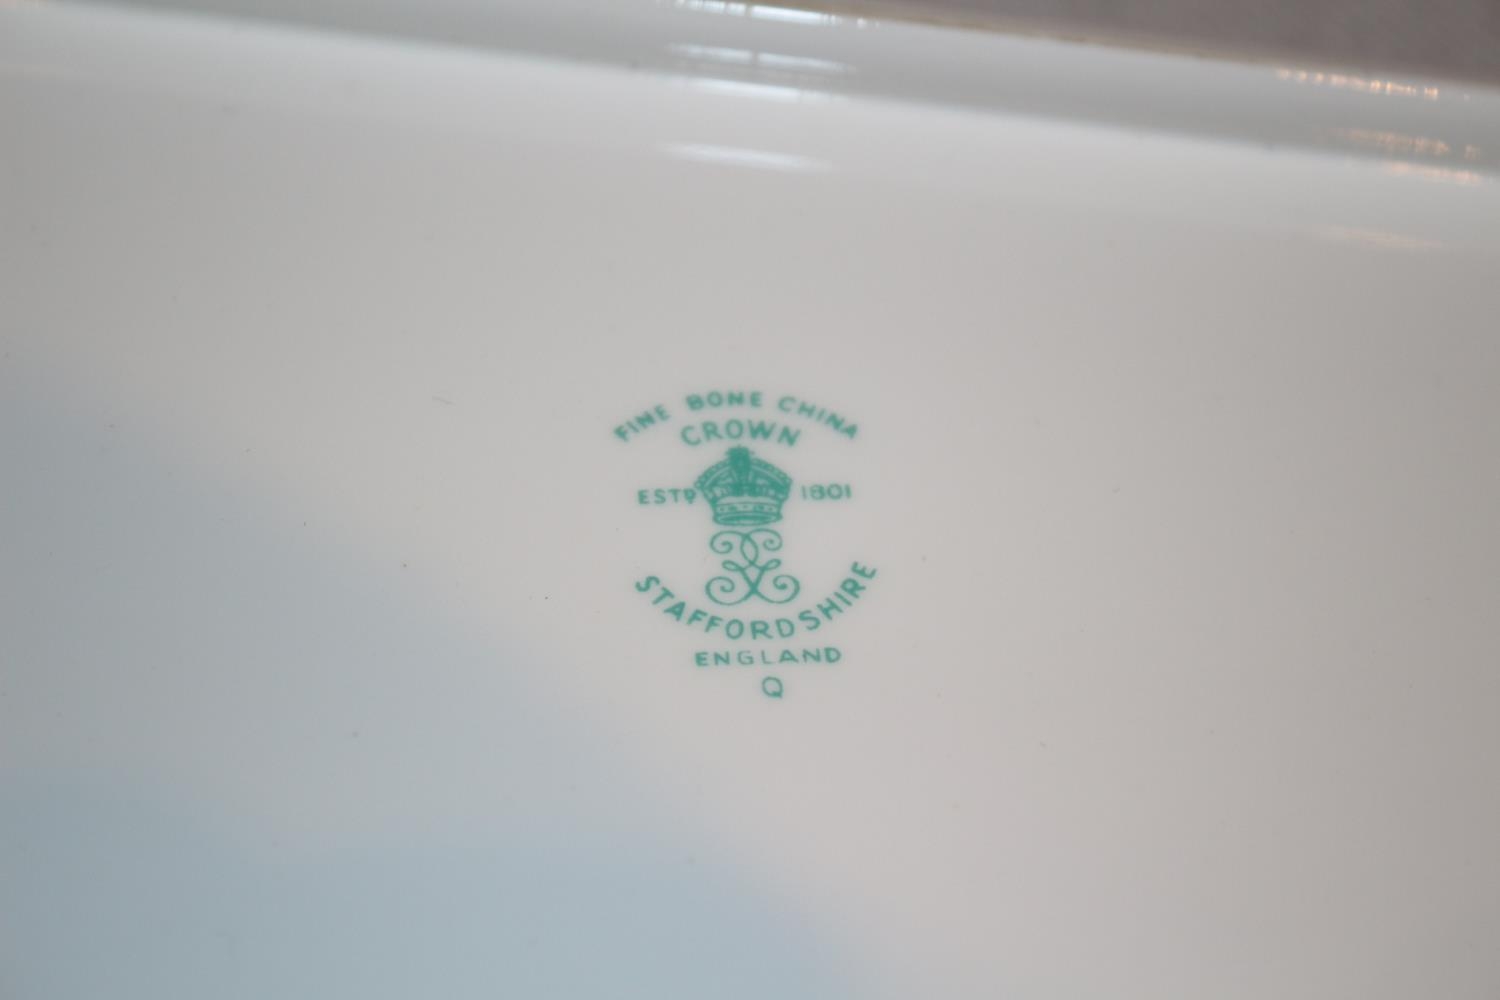 FINE BONE CHINA
CROWN
ESTD 1801
STAFFORDSHIRE
ENGLAND
Q